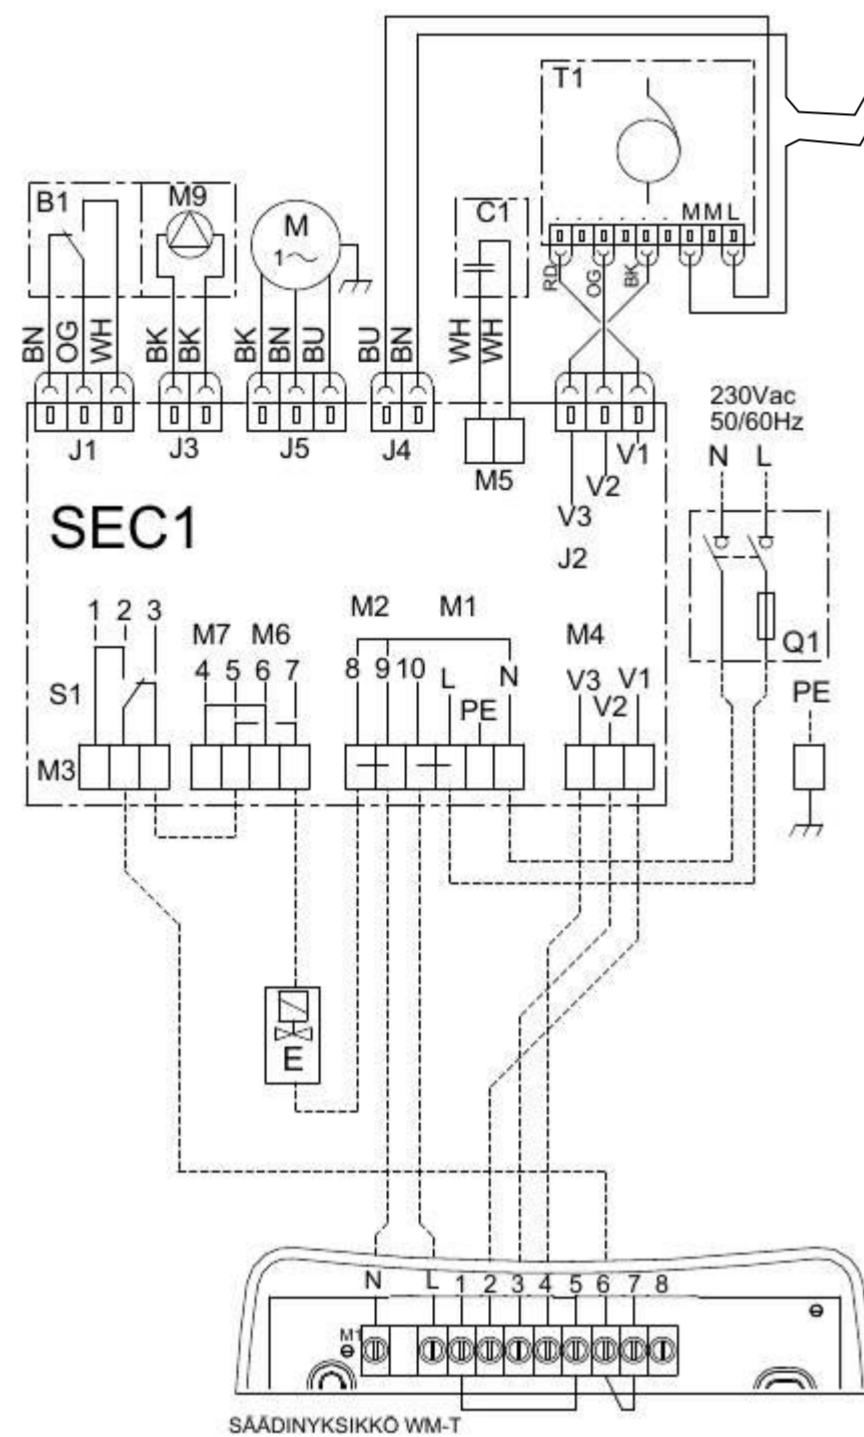 T1
B1 M9
M
1~
C1
- - - - - - M M L
RD OG BK
BN OG WH BK BK BK BN BU BU BN WH WH
230Vac
50/60Hz
N L
J1 J3 J5 J4
M5
V1
V2
V3
J2
SEC1
Q1
PE
1 2 3
M7 M6
4 5 6 7
M2 M1
8 9 10 L PE N
M4
V3 V2 V1
S1
M3
E
N L 1 2 3 4 5 6 7 8
M1
SÄÄDINYKSIKKÖ WM-T